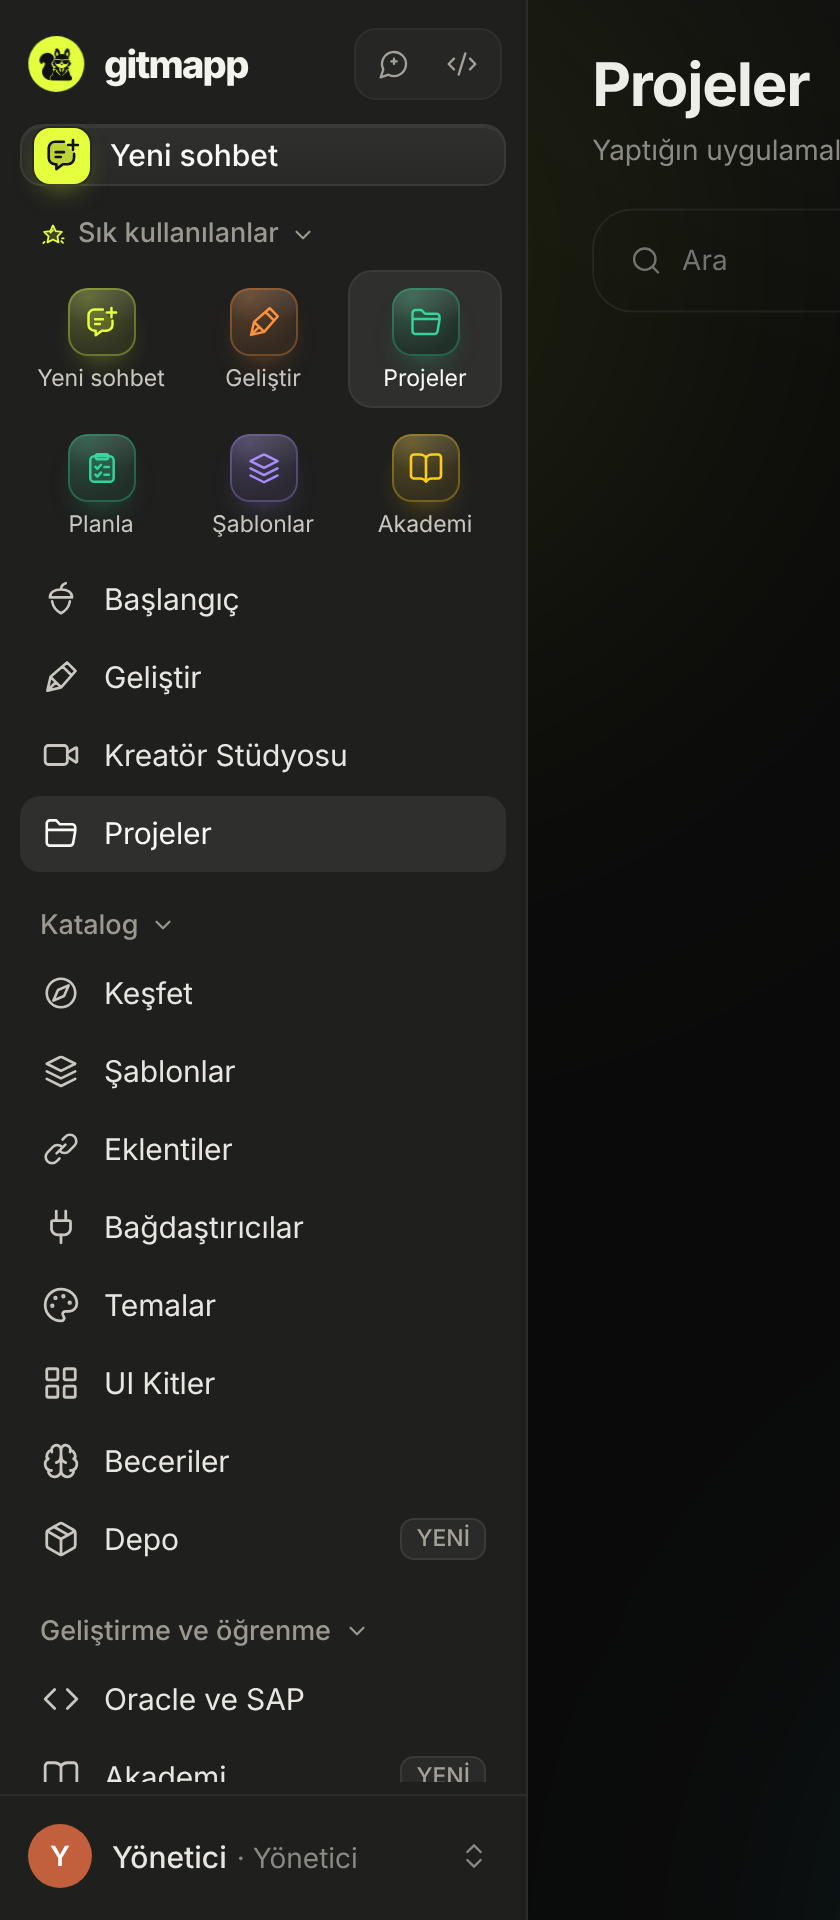 gitmapp
Yeni sohbet
Sık kullanılanlar
Yeni sohbet
Geliştir
Projeler
Planla
Şablonlar
Akademi
Başlangıç
Geliştir
Kreatör Stüdyosu
Projeler
Katalog
Keşfet
Şablonlar
Eklentiler
Bağdaştırıcılar
Temalar
UI Kitler
Beceriler
Depo YENİ
Geliştirme ve öğrenme
Oracle ve SAP
Akademi YENİ
Y Yönetici · Yönetici
Projeler
Yaptığın uygulamal
Ara